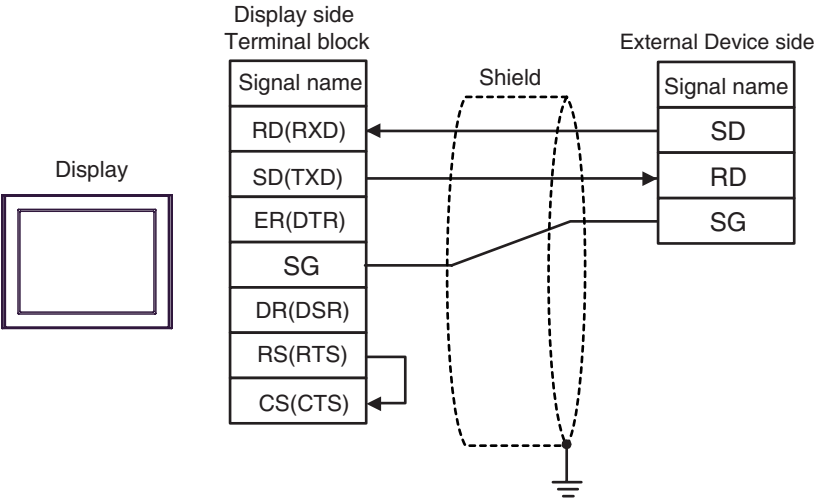 Display side
Terminal block
External Device side
Signal name
Shield
Signal name
RD(RXD)
SD
Display
SD(TXD)
RD
ER(DTR)
SG
SG
DR(DSR)
RS(RTS)
CS(CTS)